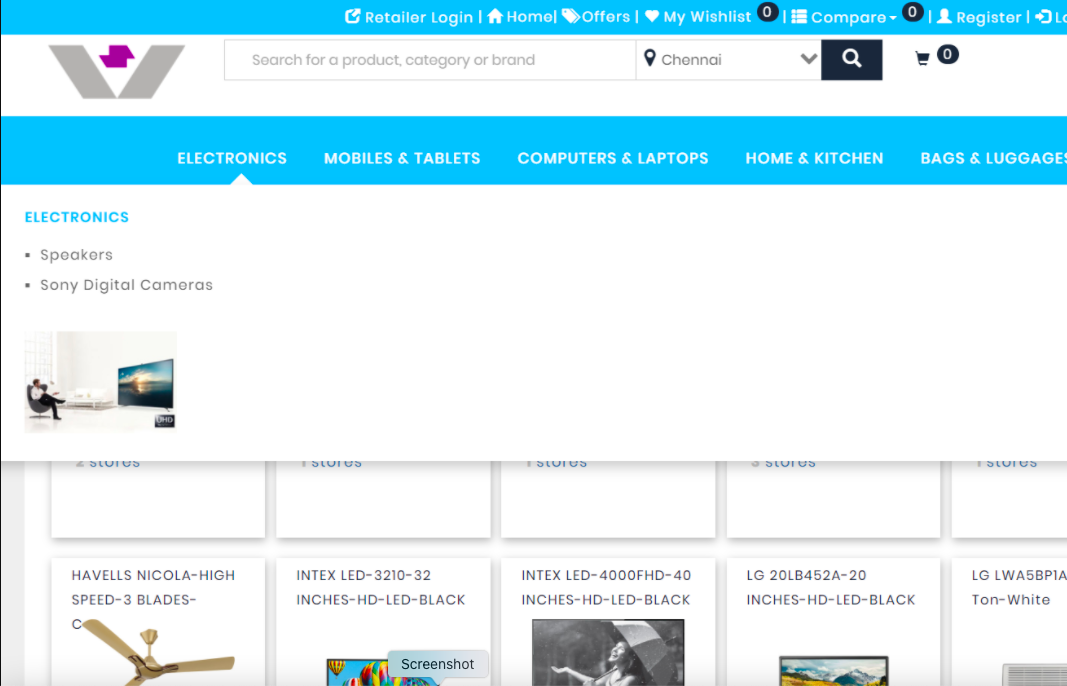 Retailer Login | Home| Offers | My Wishlist 0 | Compare 0 | Register |
Search for a product, category or brand
Chennai
0
ELECTRONICS MOBILES & TABLETS COMPUTERS & LAPTOPS HOME & KITCHEN BAGS & LUGGAGES
ELECTRONICS
Speakers
Sony Digital Cameras
UHD
2 stores
1 stores
1 stores
3 stores
1 stores
HAVELLS NICOLA-HIGH
SPEED-3 BLADES-
C
INTEX LED-3210-32
INCHES-HD-LED-BLACK
INTEX LED-4000FHD-40
INCHES-HD-LED-BLACK
LG 20LB452A-20
INCHES-HD-LED-BLACK
LG LWA5BP1A
Ton-White
Screenshot